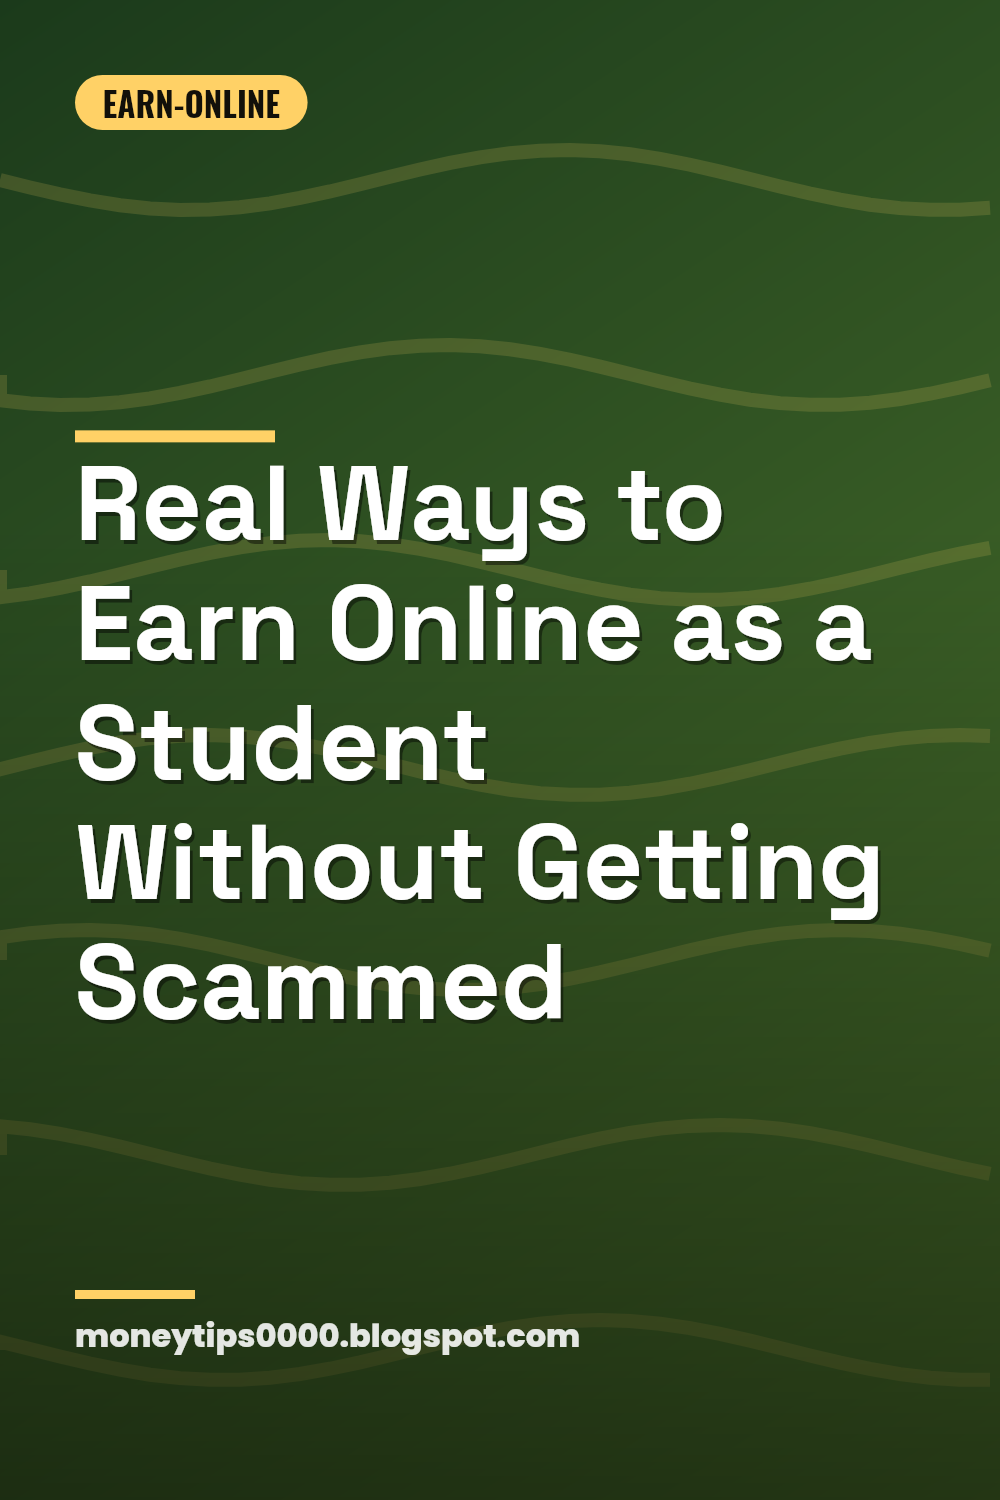 EARN-ONLINE
Real Ways to
Earn Online as a
Student
Without Getting
Scammed
moneytips0000.blogspot.com